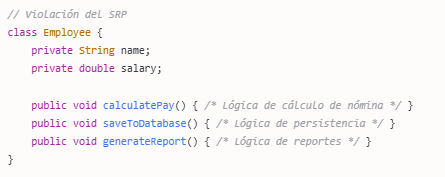 // Violación del SRP
class Employee {
    private String name;
    private double salary;

    public void calculatePay() { /* Lógica de cálculo de nómina */ }
    public void saveToDatabase() { /* Lógica de persistencia */ }
    public void generateReport() { /* Lógica de reportes */ }
}